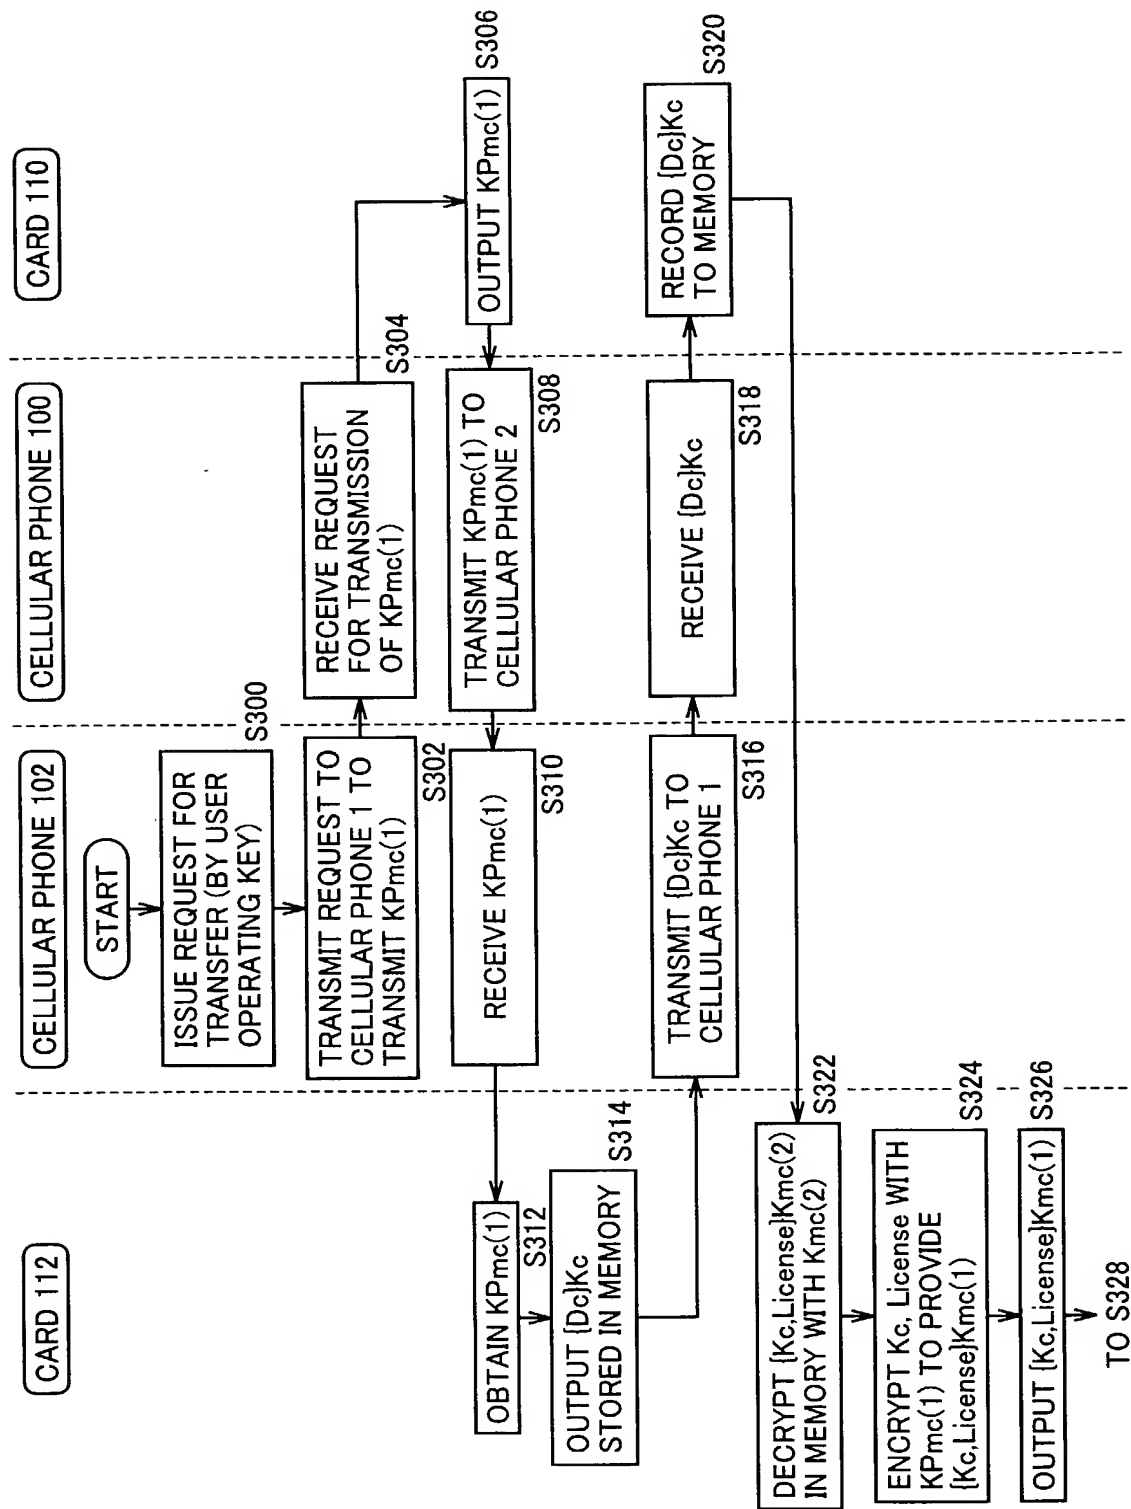 CARD 112
CELLULAR PHONE 102
CELLULAR PHONE 100
CARD 110
START
ISSUE REQUEST FOR
TRANSFER (BY USER
OPERATING KEY)
S300
TRANSMIT REQUEST TO
CELLULAR PHONE 1 TO
TRANSMIT KPmc(1)
S302
RECEIVE REQUEST
FOR TRANSMISSION
OF KPmc(1)
S304
OUTPUT KPmc(1)
S306
TRANSMIT KPmc(1) TO
CELLULAR PHONE 2
S308
RECEIVE KPmc(1)
S310
OBTAIN KPmc(1)
S312
OUTPUT {Dc}Kc
STORED IN MEMORY
S314
TRANSMIT {Dc}Kc TO
CELLULAR PHONE 1
S316
RECEIVE {Dc}Kc
S318
RECORD {Dc}Kc
TO MEMORY
S320
DECRYPT {Kc,License}Kmc(2)
IN MEMORY WITH Kmc(2)
S322
ENCRYPT Kc, License WITH
KPmc(1) TO PROVIDE
{Kc,License}Kmc(1)
S324
OUTPUT {Kc,License}Kmc(1)
S326
TO S328